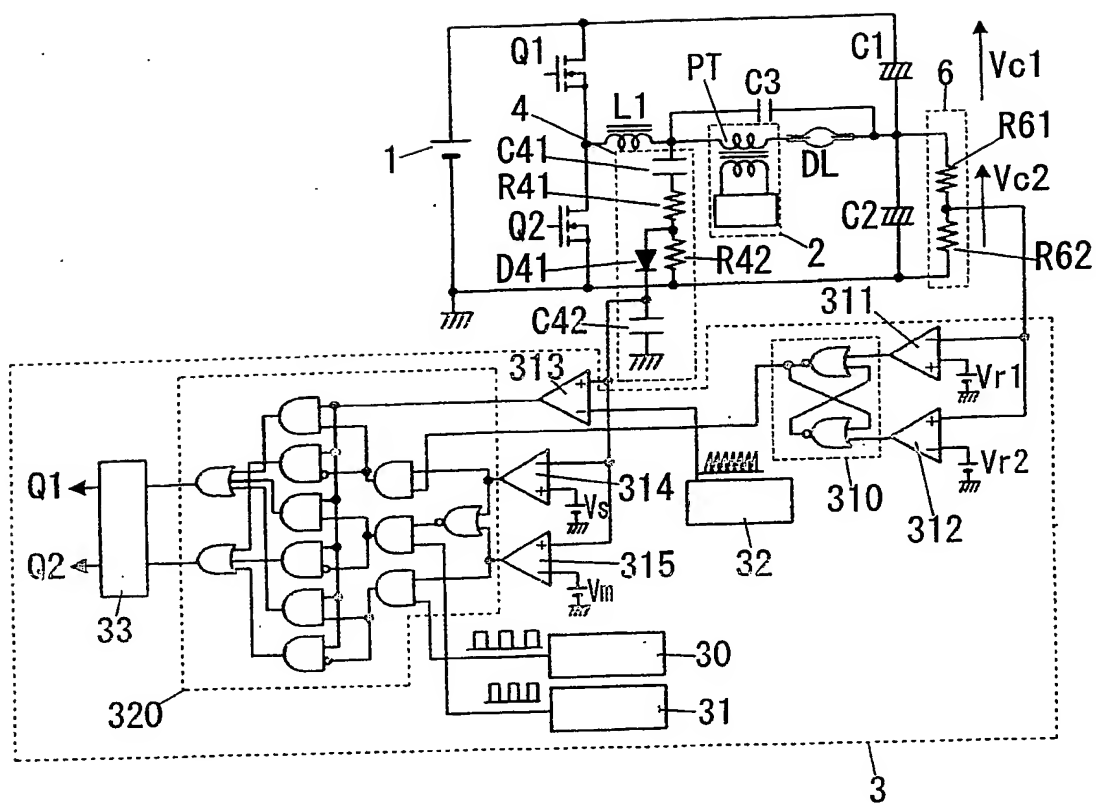 Q1
C1
Vc1
6
PT
C3
L1
4
R61
1
C41
DL
Vc2
R41
Q2
C2
D41
R42
2
R62
C42
311
313
Vr1
314
Vs
310
312
Vr2
Q1
32
Q2
315
Vm
33
30
320
31
3
+
-
+
-
+
-
-
+
+
-